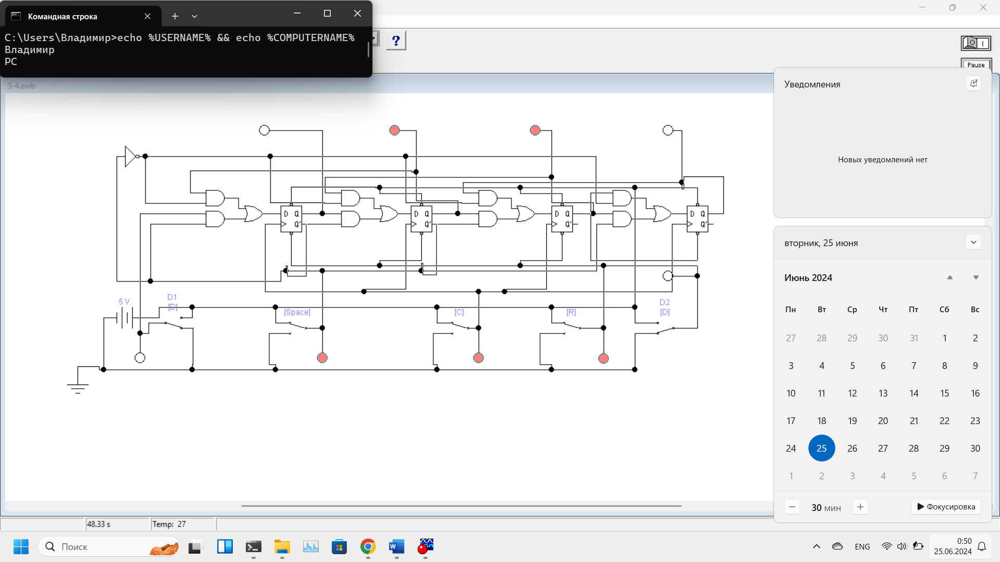 Командная строка
C:\Users\Владимир>echo %USERNAME% && echo %COMPUTERNAME%
Владимир
PC
?
O I
Pause
5-4.ewb
D Q
Q'
D Q
Q'
D Q
Q'
D Q
Q'
5 V
D1
[D]
[Space]
[C]
[R]
D2
[D]
48.33 s
Temp: 27
Уведомления
Новых уведомлений нет
вторник, 25 июня
Июнь 2024
Пн Вт Ср Чт Пт Сб Вс
27 28 29 30 31 1 2
3 4 5 6 7 8 9
10 11 12 13 14 15 16
17 18 19 20 21 22 23
24 25 26 27 28 29 30
1 2 3 4 5 6 7
30 мин
Фокусировка
Поиск
ENG
0:50
25.06.2024